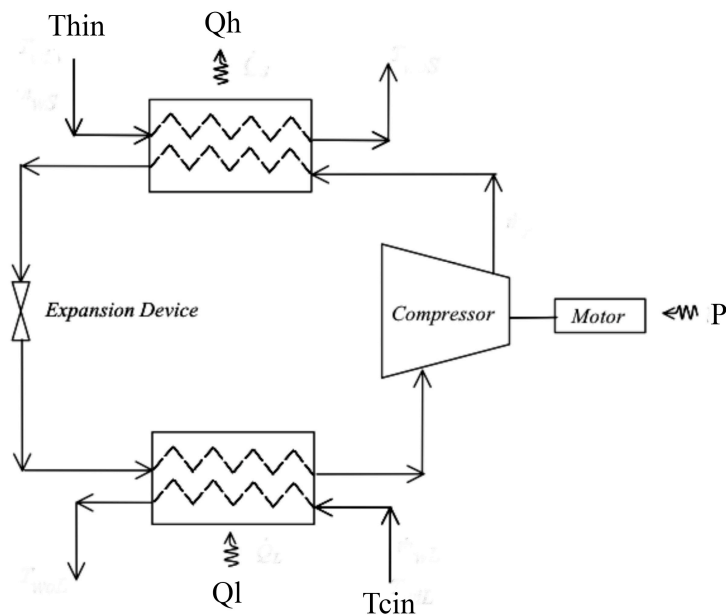 Thin
Qh
Expansion Device
Compressor
Motor
P
Ql
Tcin